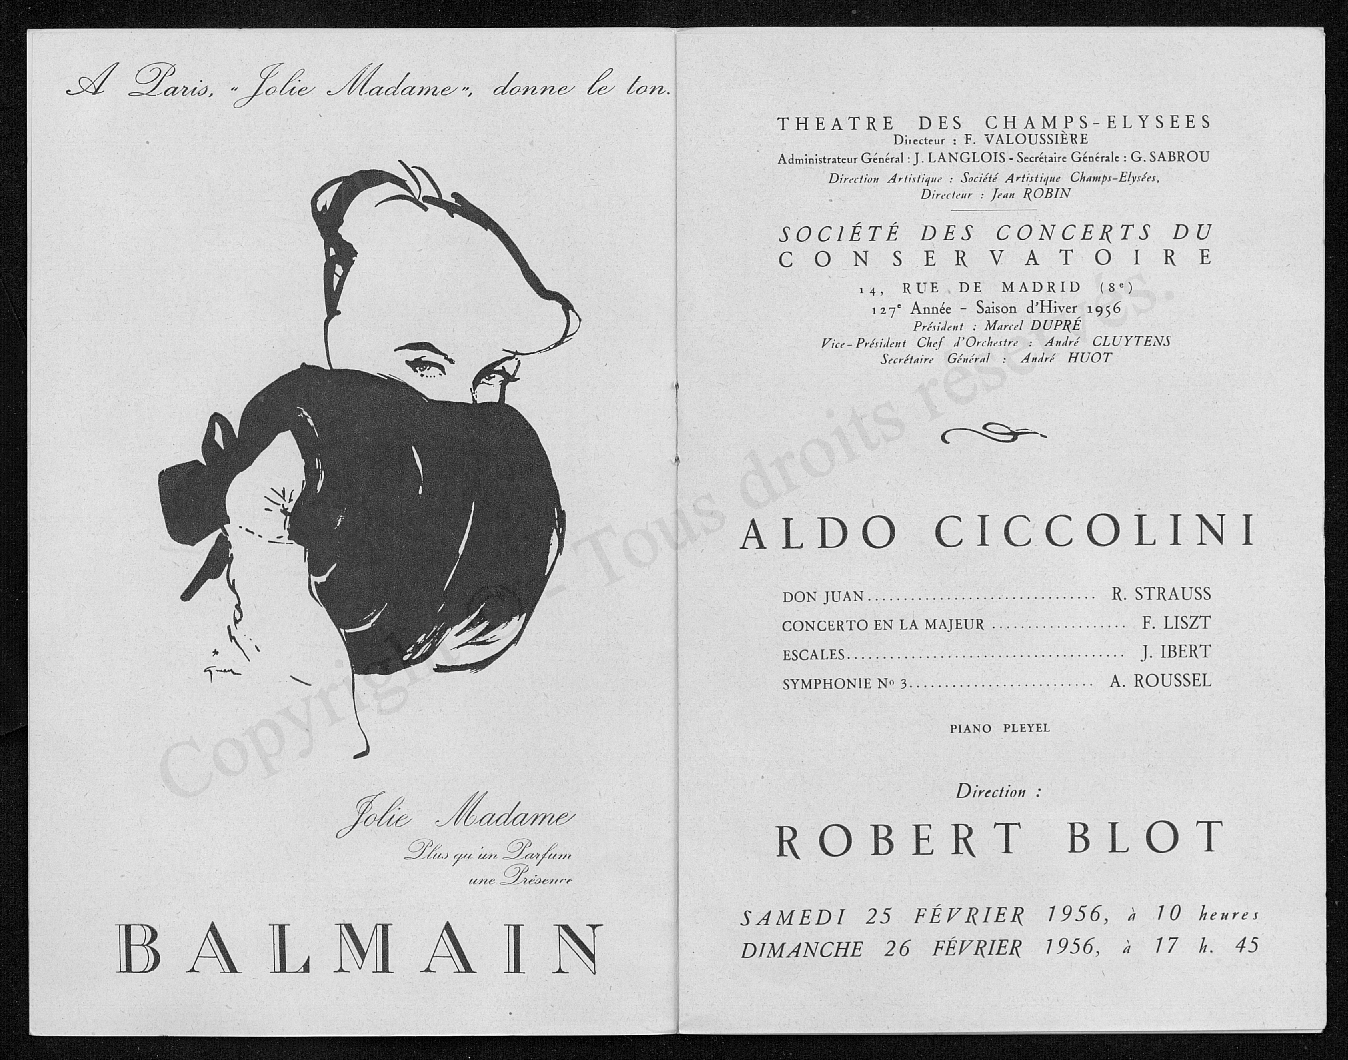 A Paris, "Jolie Madame", donne le ton.
Gruau
Jolie Madame
Plus qu'un Parfum
une Présence
BALMAIN
THEATRE DES CHAMPS-ELYSEES
Directeur : F. VALOUSSIÈRE
Administrateur Général : J. LANGLOIS - Secrétaire Générale : G. SABROU
Direction Artistique : Société Artistique Champs-Elysées,
Directeur : Jean ROBIN
SOCIÉTÉ DES CONCERTS DU
CONSERVATOIRE
14, RUE DE MADRID (8e)
127e Année - Saison d'Hiver 1956
Président : Marcel DUPRÉ
Vice-Président Chef d'Orchestre : André CLUYTENS
Secrétaire Général : André HUOT
ALDO CICCOLINI
DON JUAN .............................. R. STRAUSS
CONCERTO EN LA MAJEUR .................. F. LISZT
ESCALES .................................... J. IBERT
SYMPHONIE No 3 ......................... A. ROUSSEL
PIANO PLEYEL
Direction :
ROBERT BLOT
SAMEDI 25 FÉVRIER 1956, à 10 heures
DIMANCHE 26 FÉVRIER 1956, à 17 h. 45
Copyright © - Tous droits réservés.